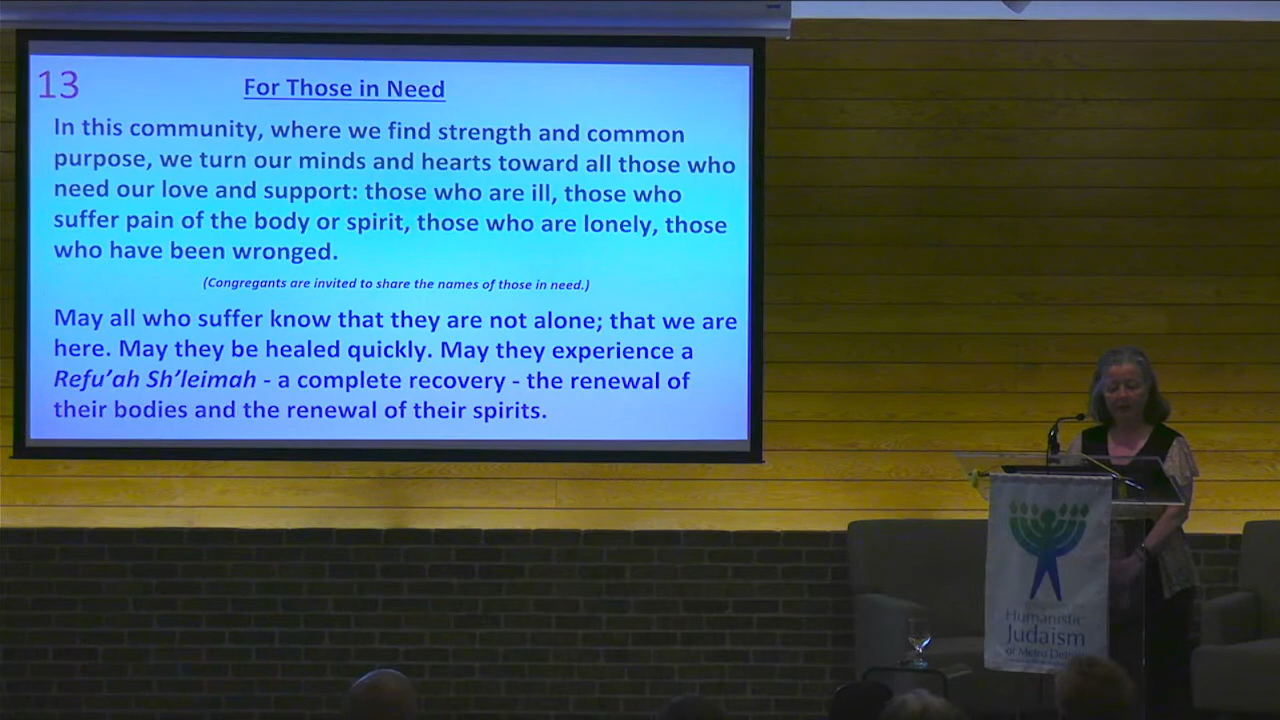 13
For Those in Need
In this community, where we find strength and common
purpose, we turn our minds and hearts toward all those who
need our love and support: those who are ill, those who
suffer pain of the body or spirit, those who are lonely, those
who have been wronged.
(Congregants are invited to share the names of those in need.)
May all who suffer know that they are not alone; that we are
here. May they be healed quickly. May they experience a
Refu’ah Sh’leimah - a complete recovery - the renewal of
their bodies and the renewal of their spirits.
Humanistic
Judaism
of Metro